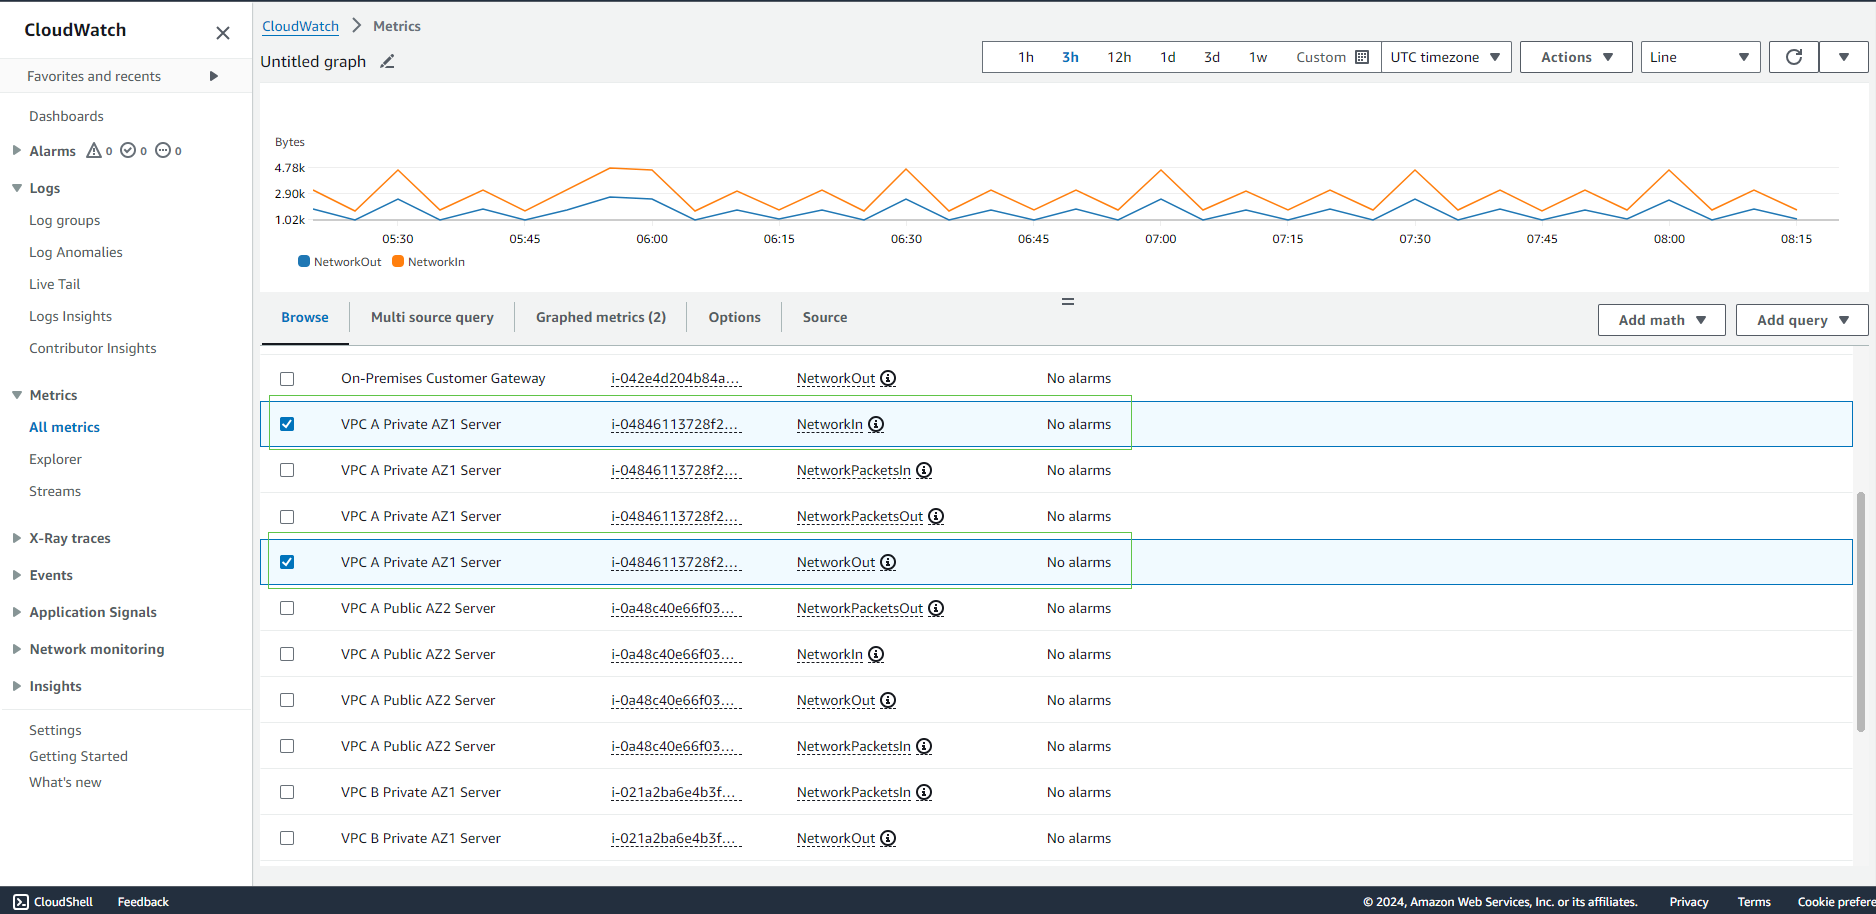 CloudWatch
Favorites and recents
Dashboards
Alarms 0 0 0
Logs
Log groups
Log Anomalies
Live Tail
Logs Insights
Contributor Insights
Metrics
All metrics
Explorer
Streams
X-Ray traces
Events
Application Signals
Network monitoring
Insights
Settings
Getting Started
What's new
CloudWatch > Metrics
Untitled graph
1h 3h 12h 1d 3d 1w Custom UTC timezone Actions Line
Bytes
4.78k
2.90k
1.02k
05:30 05:45 06:00 06:15 06:30 06:45 07:00 07:15 07:30 07:45 08:00 08:15
NetworkOut NetworkIn
Browse Multi source query Graphed metrics (2) Options Source Add math Add query
On-Premises Customer Gateway i-042e4d204b84a... NetworkOut No alarms
VPC A Private AZ1 Server i-04846113728f2... NetworkIn No alarms
VPC A Private AZ1 Server i-04846113728f2... NetworkPacketsIn No alarms
VPC A Private AZ1 Server i-04846113728f2... NetworkPacketsOut No alarms
VPC A Private AZ1 Server i-04846113728f2... NetworkOut No alarms
VPC A Public AZ2 Server i-0a48c40e66f03... NetworkPacketsOut No alarms
VPC A Public AZ2 Server i-0a48c40e66f03... NetworkIn No alarms
VPC A Public AZ2 Server i-0a48c40e66f03... NetworkOut No alarms
VPC A Public AZ2 Server i-0a48c40e66f03... NetworkPacketsIn No alarms
VPC B Private AZ1 Server i-021a2ba6e4b3f... NetworkPacketsIn No alarms
VPC B Private AZ1 Server i-021a2ba6e4b3f... NetworkOut No alarms
CloudShell Feedback © 2024, Amazon Web Services, Inc. or its affiliates. Privacy Terms Cookie prefere